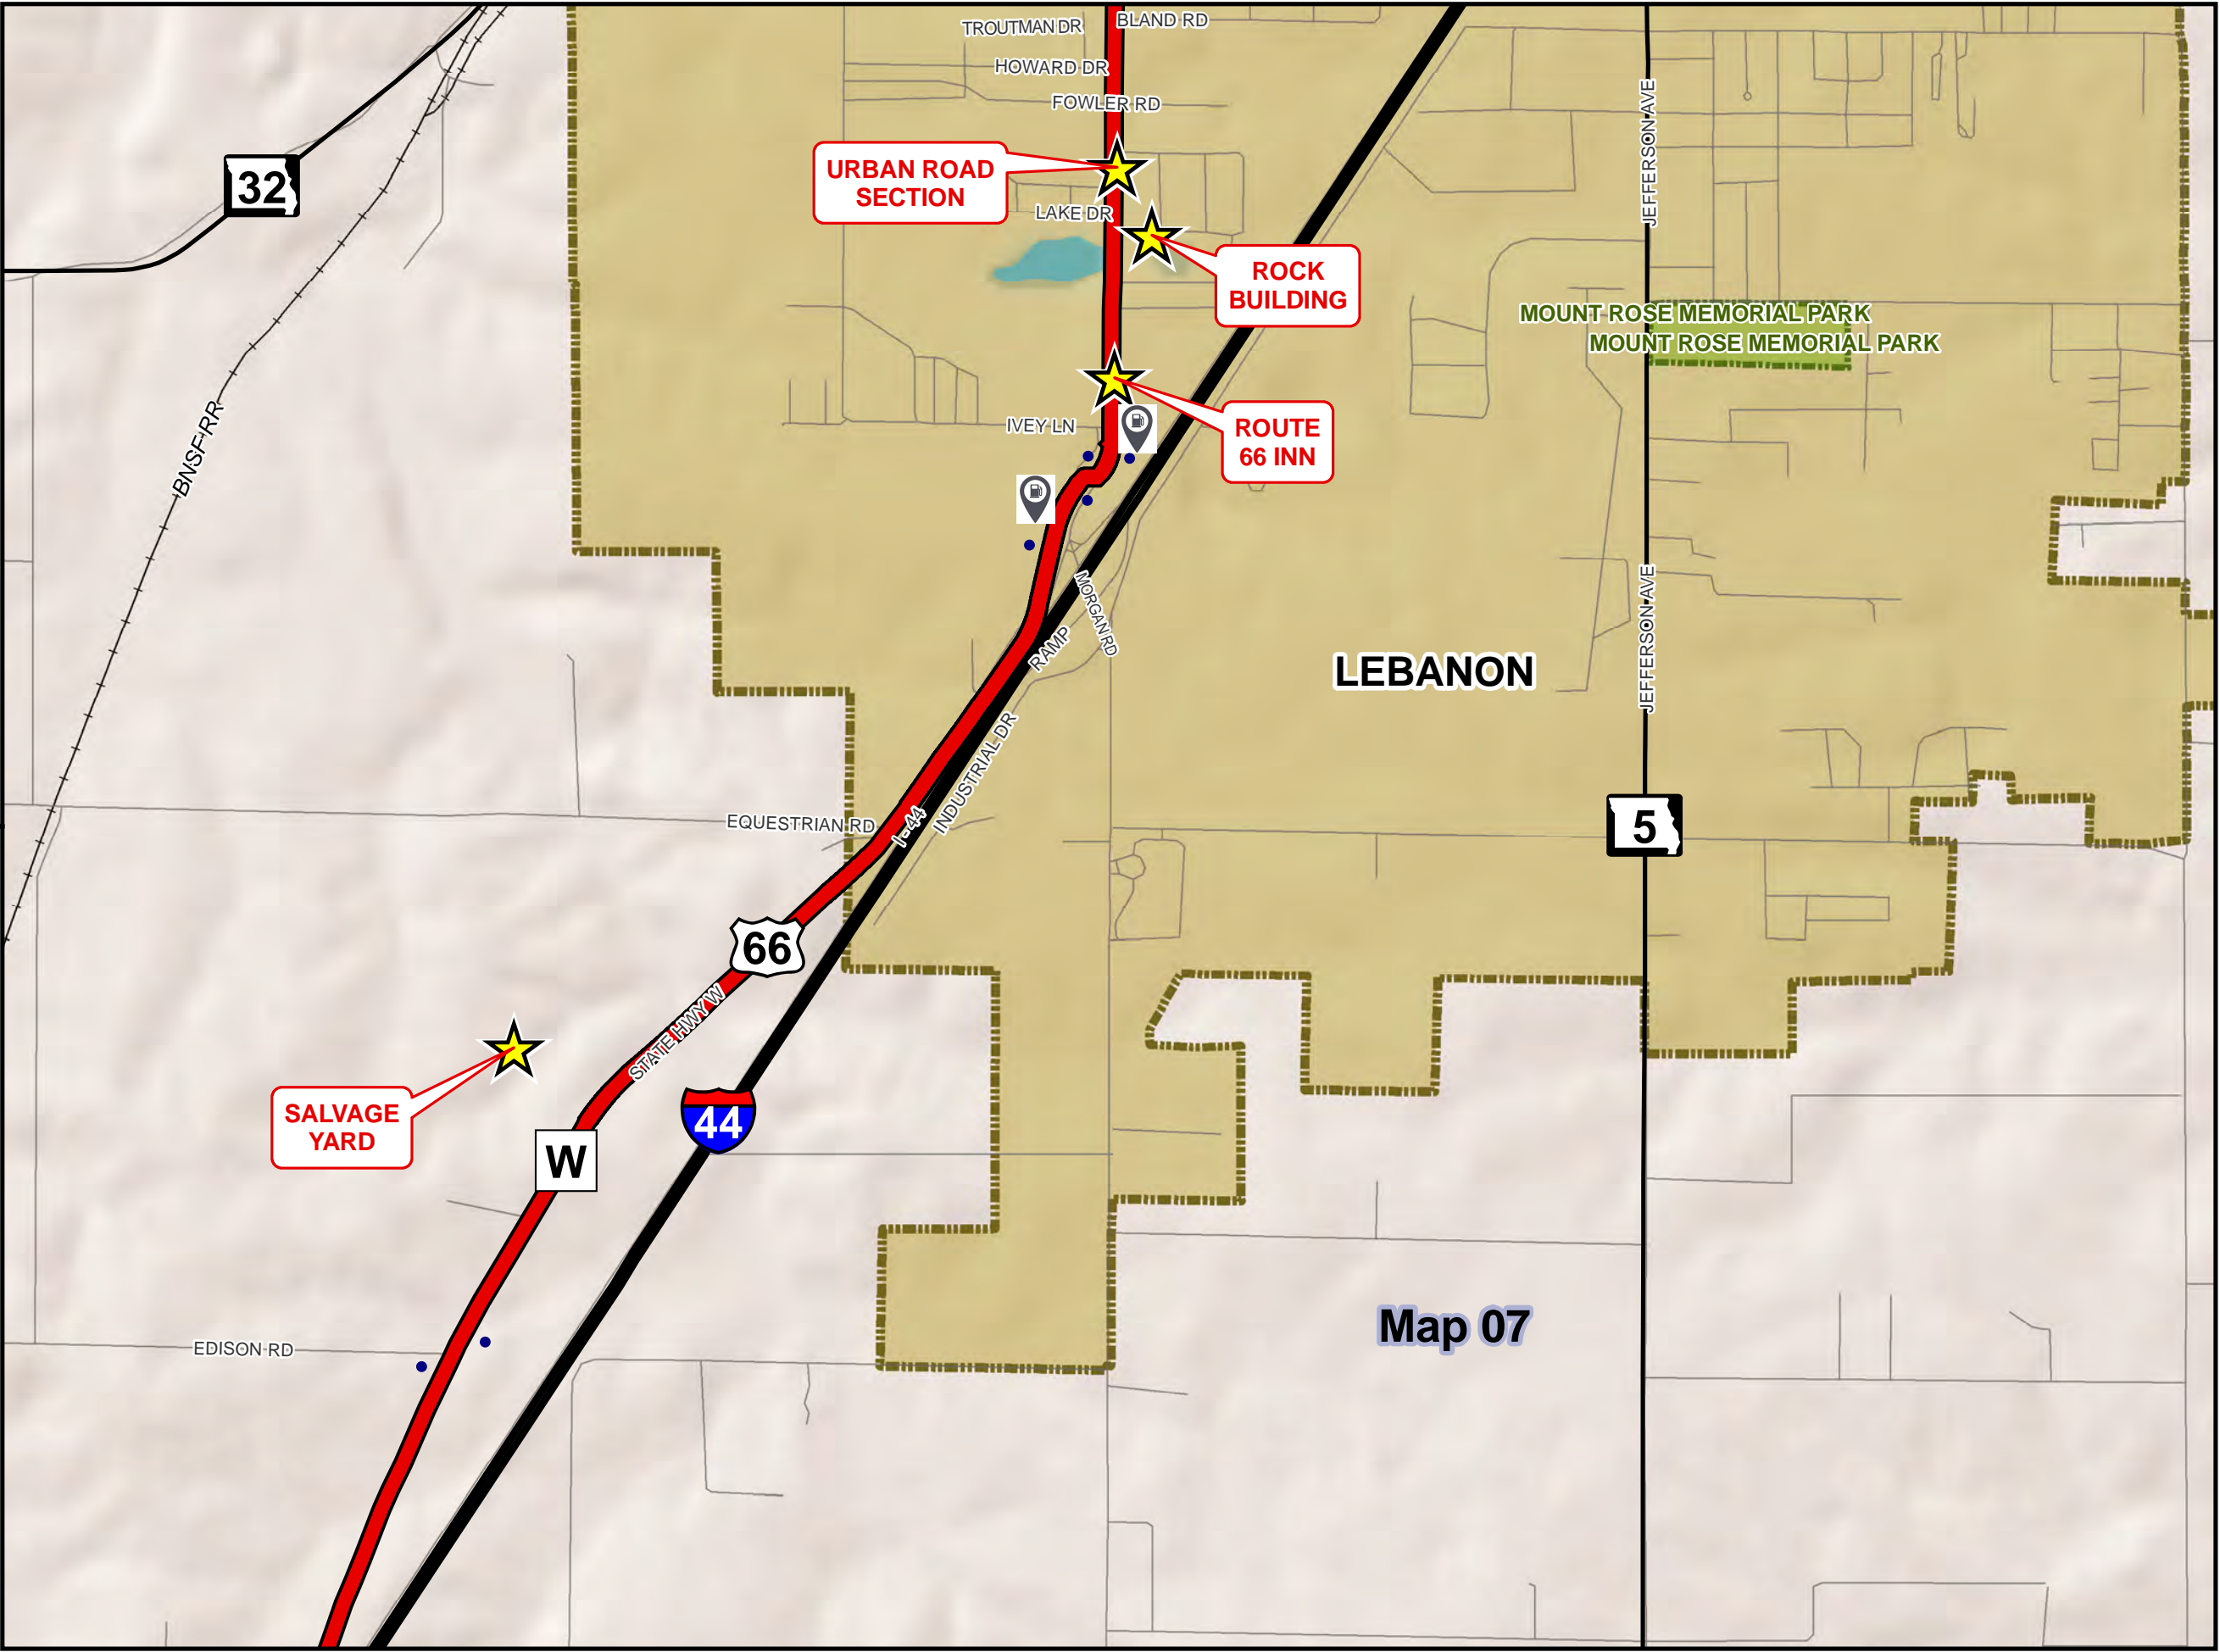 TROUTMAN DR
BLAND RD
HOWARD DR
FOWLER RD
URBAN ROAD
SECTION
32
LAKE DR
ROCK
BUILDING
JEFFERSON AVE
MOUNT ROSE MEMORIAL PARK
MOUNT ROSE MEMORIAL PARK
IVEY LN
ROUTE
66 INN
BNSF RR
MORGAN RD
RAMP
LEBANON
JEFFERSON AVE
INDUSTRIAL DR
EQUESTRIAN RD
I- 44
5
66
STATE HWY W
SALVAGE
YARD
44
W
Map 07
EDISON RD